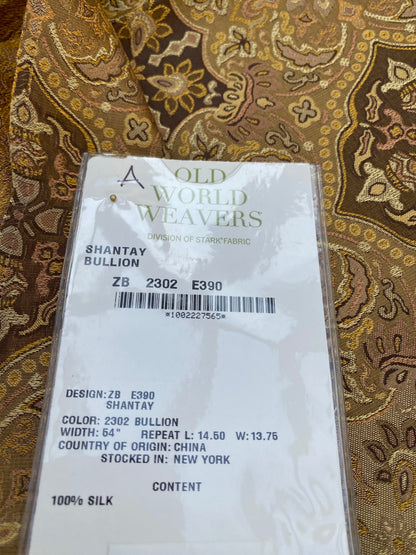 A
OLD
WORLD
WEAVERS
DIVISION OF STARK® FABRIC
SHANTAY
BULLION
ZB 2302 E390
*1002227565*
DESIGN: ZB E390
SHANTAY
COLOR: 2302 BULLION
WIDTH: 54" REPEAT L: 14.50 W: 13.75
COUNTRY OF ORIGIN: CHINA
STOCKED IN: NEW YORK
CONTENT
100% SILK